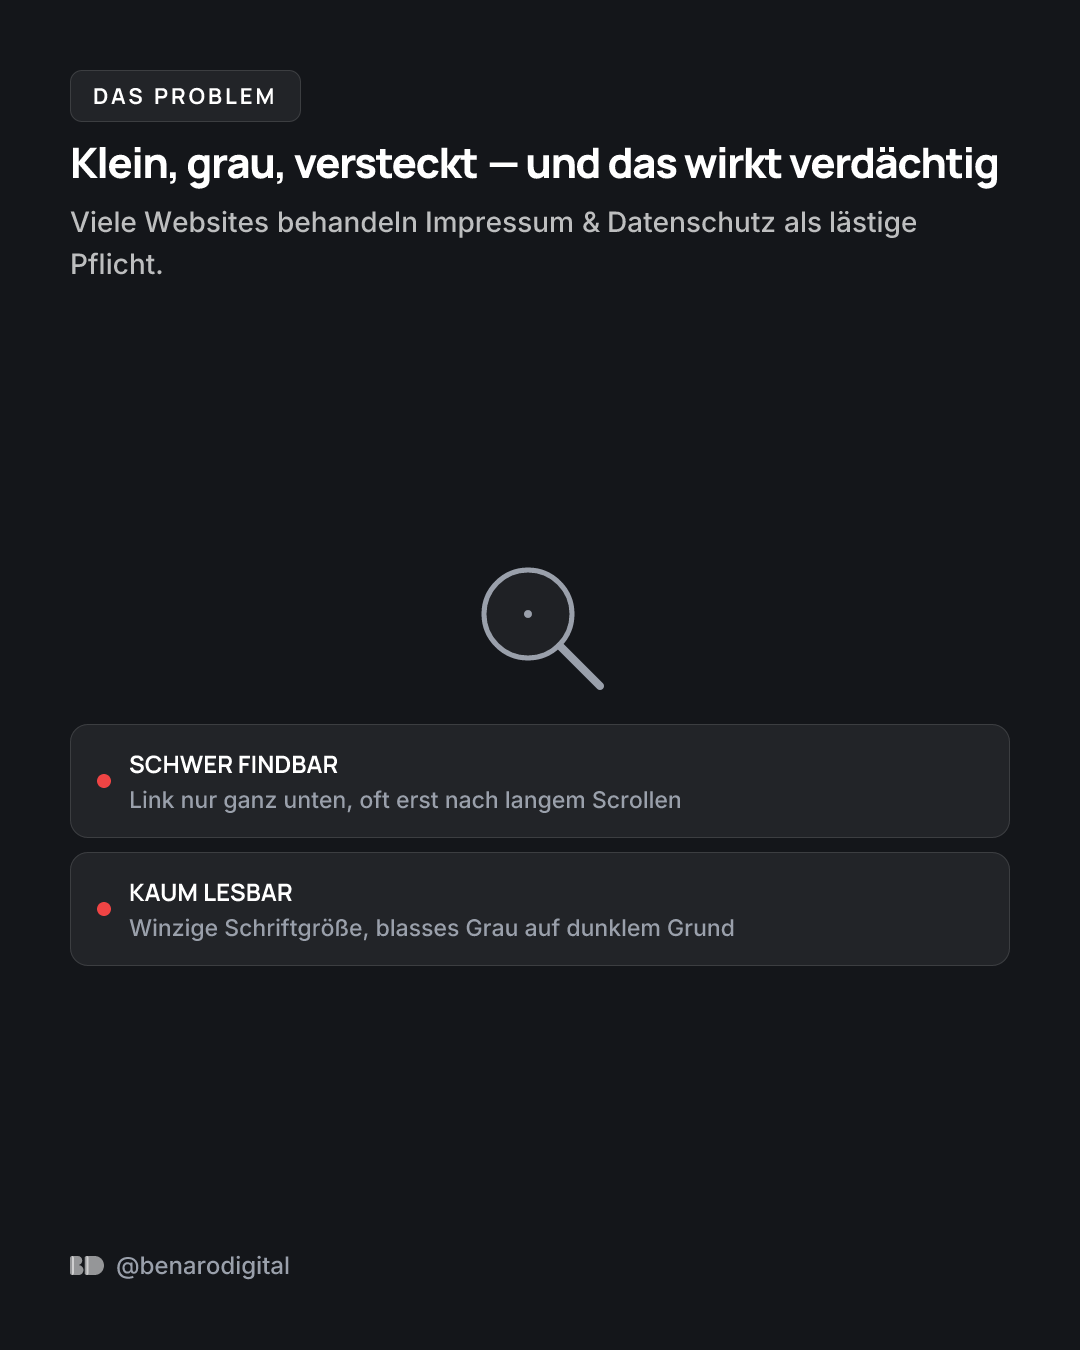 DAS PROBLEM
Klein, grau, versteckt — und das wirkt verdächtig
Viele Websites behandeln Impressum & Datenschutz als lästige
Pflicht.
SCHWER FINDBAR
Link nur ganz unten, oft erst nach langem Scrollen
KAUM LESBAR
Winzige Schriftgröße, blasses Grau auf dunklem Grund
BD @benarodigital